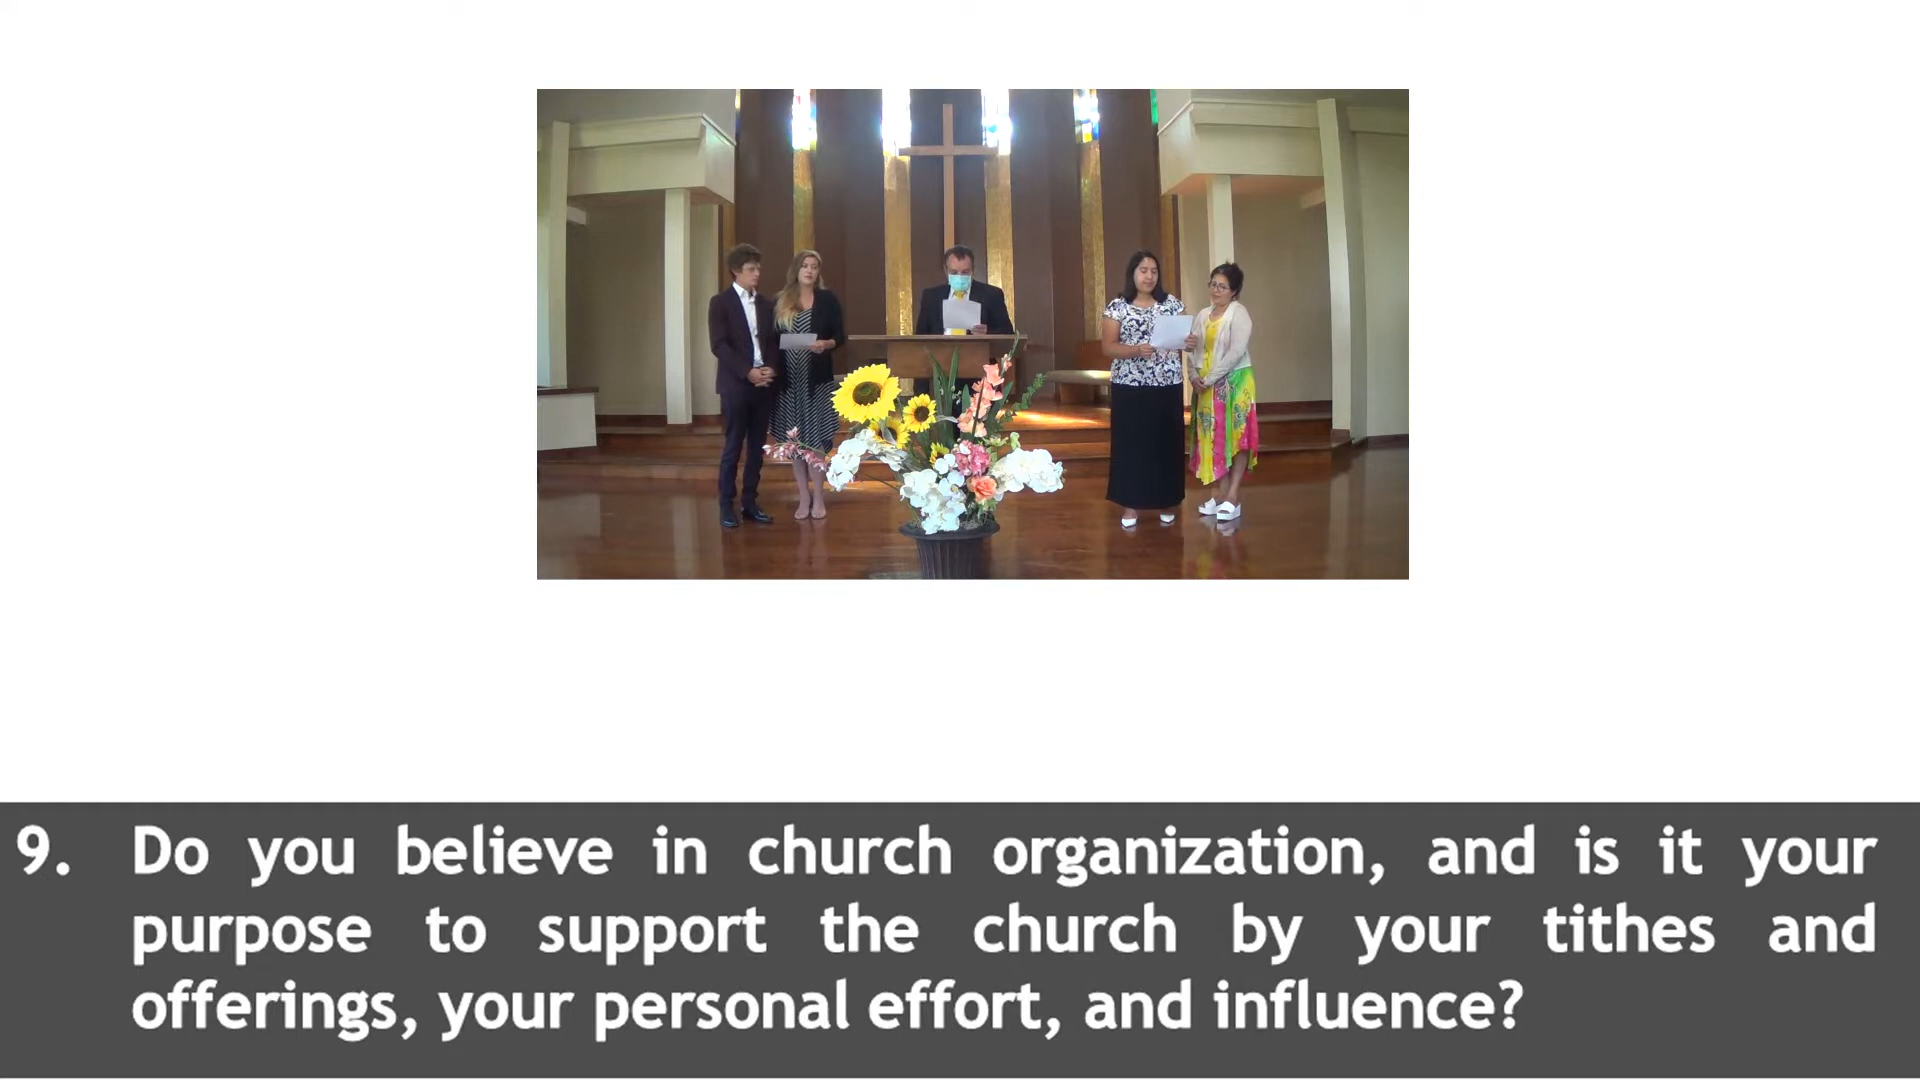 9. Do you believe in church organization, and is it your
purpose to support the church by your tithes and
offerings, your personal effort, and influence?